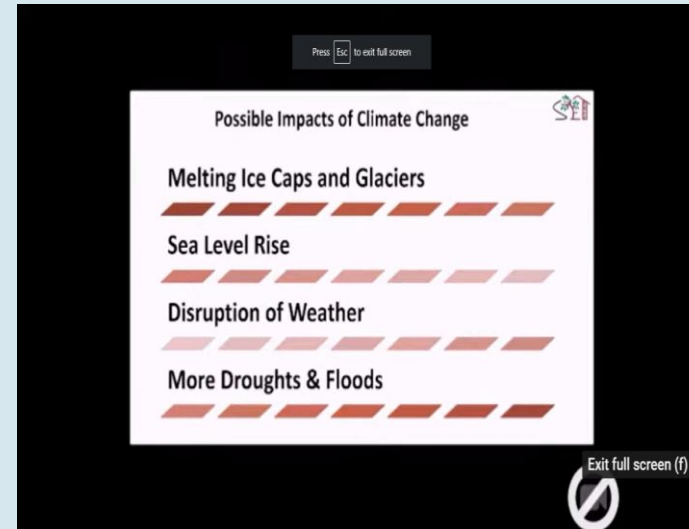 Press Esc to exit full screen
Possible Impacts of Climate Change
Melting Ice Caps and Glaciers
Sea Level Rise
Disruption of Weather
More Droughts & Floods
Exit full screen (f)